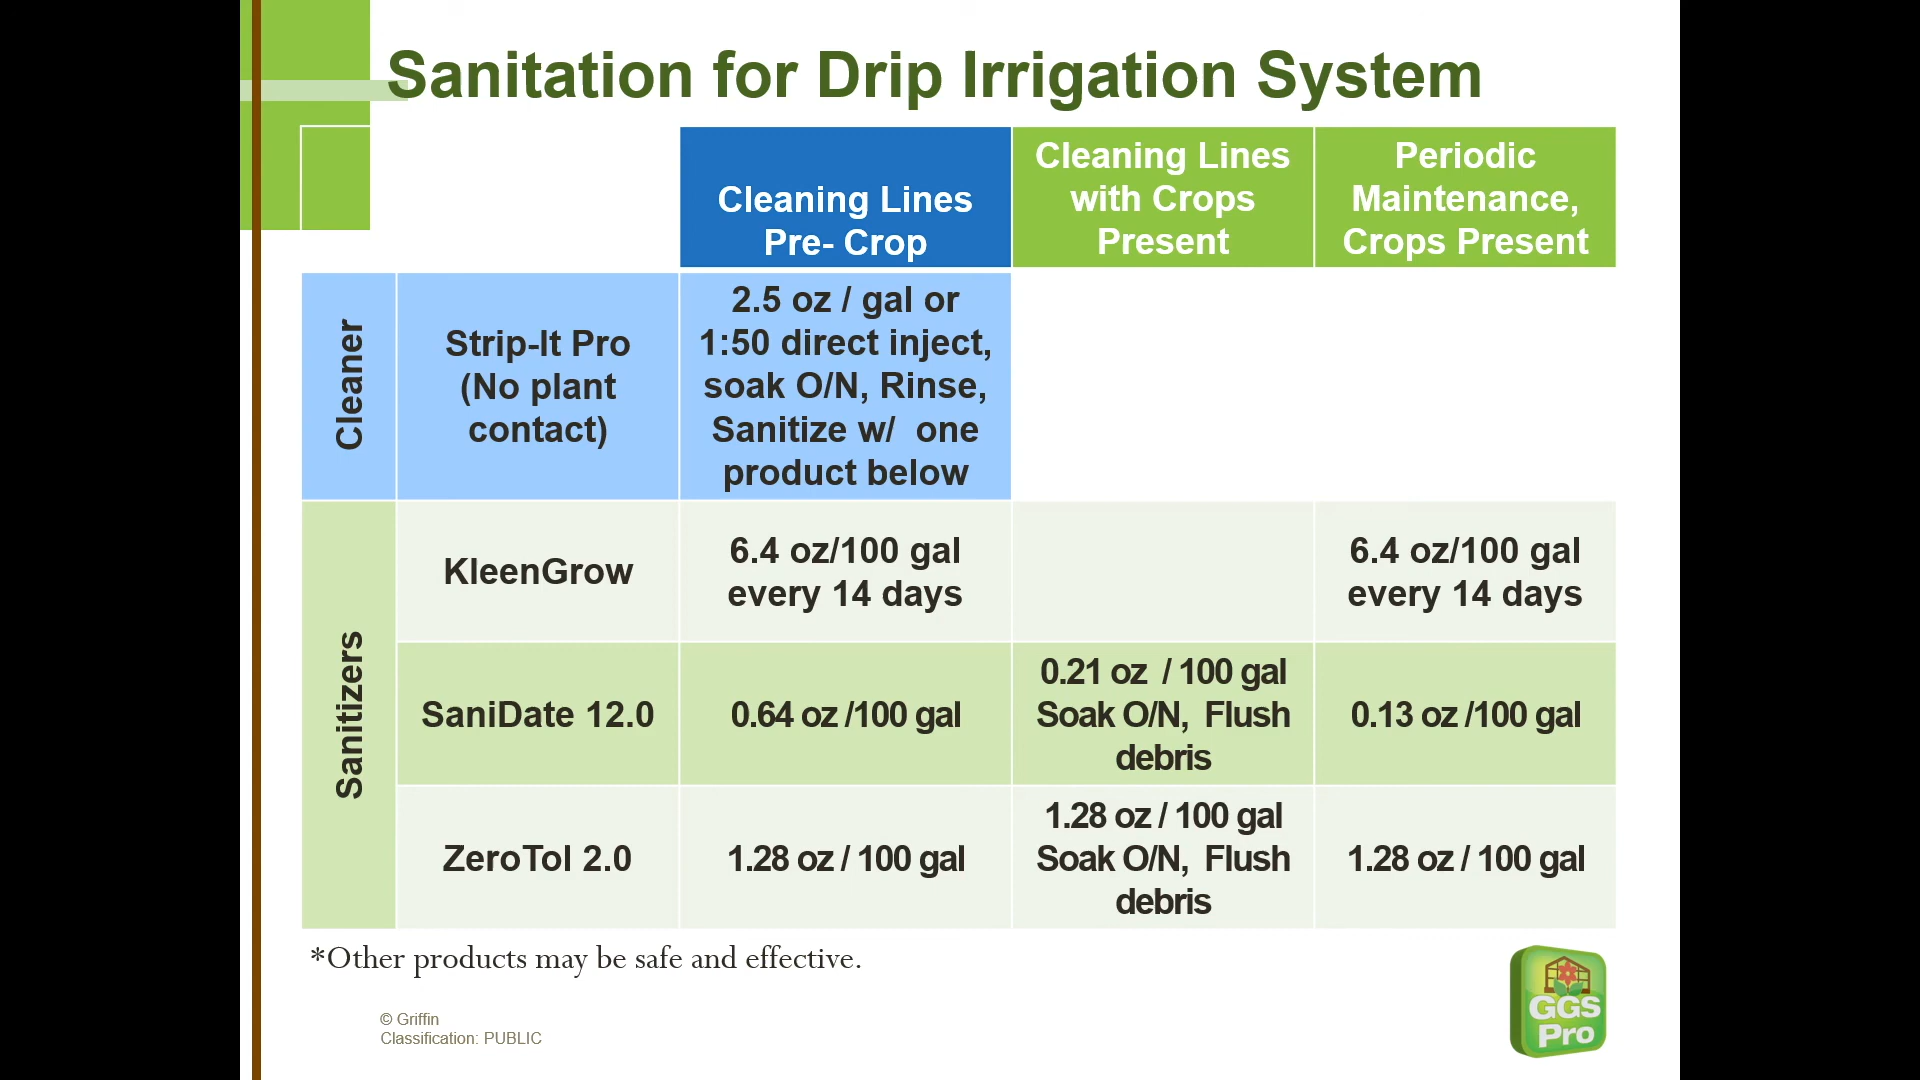 Sanitation for Drip Irrigation System
Cleaning Lines
Pre- Crop
Cleaning Lines
with Crops
Present
Periodic
Maintenance,
Crops Present
Cleaner
Strip-It Pro
(No plant
contact)
2.5 oz / gal or
1:50 direct inject,
soak O/N, Rinse,
Sanitize w/  one
product below
Sanitizers
KleenGrow
6.4 oz/100 gal
every 14 days
6.4 oz/100 gal
every 14 days
SaniDate 12.0
0.64 oz /100 gal
0.21 oz  / 100 gal
Soak O/N,  Flush
debris
0.13 oz /100 gal
ZeroTol 2.0
1.28 oz / 100 gal
1.28 oz / 100 gal
Soak O/N,  Flush
debris
1.28 oz / 100 gal
*Other products may be safe and effective.
© Griffin
Classification: PUBLIC
GGS
Pro